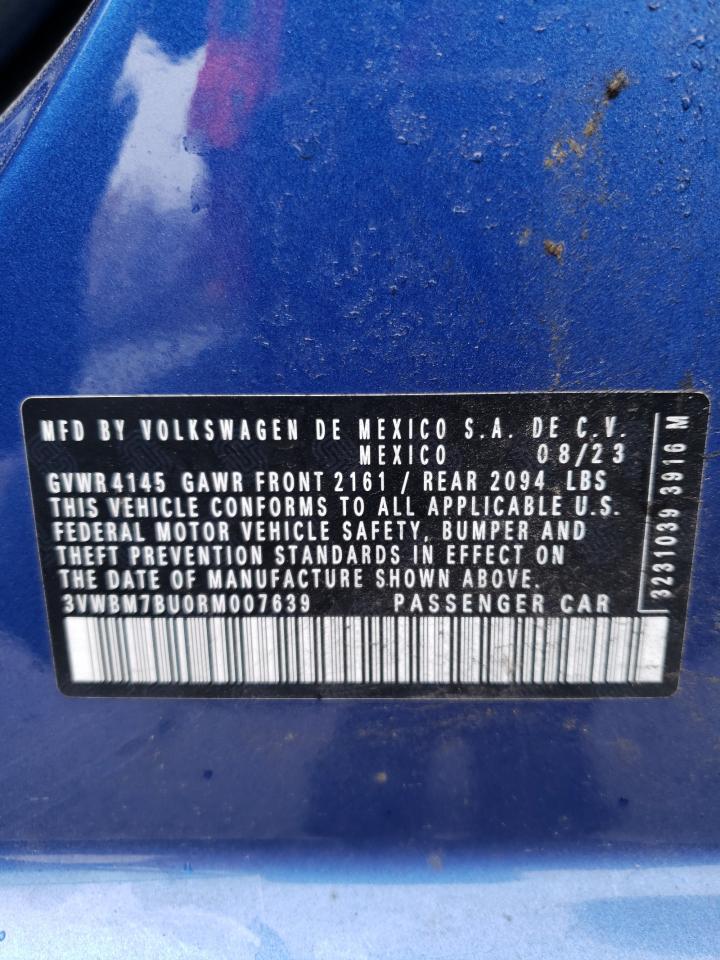 MFD BY VOLKSWAGEN DE MEXICO S.A. DE C.V.
MEXICO 08/23
GVWR 4145 GAWR FRONT 2161 / REAR 2094 LBS
THIS VEHICLE CONFORMS TO ALL APPLICABLE U.S.
FEDERAL MOTOR VEHICLE SAFETY, BUMPER AND
THEFT PREVENTION STANDARDS IN EFFECT ON
THE DATE OF MANUFACTURE SHOWN ABOVE.
3VWBM7BU0RM007639 PASSENGER CAR
3231039 3916 M